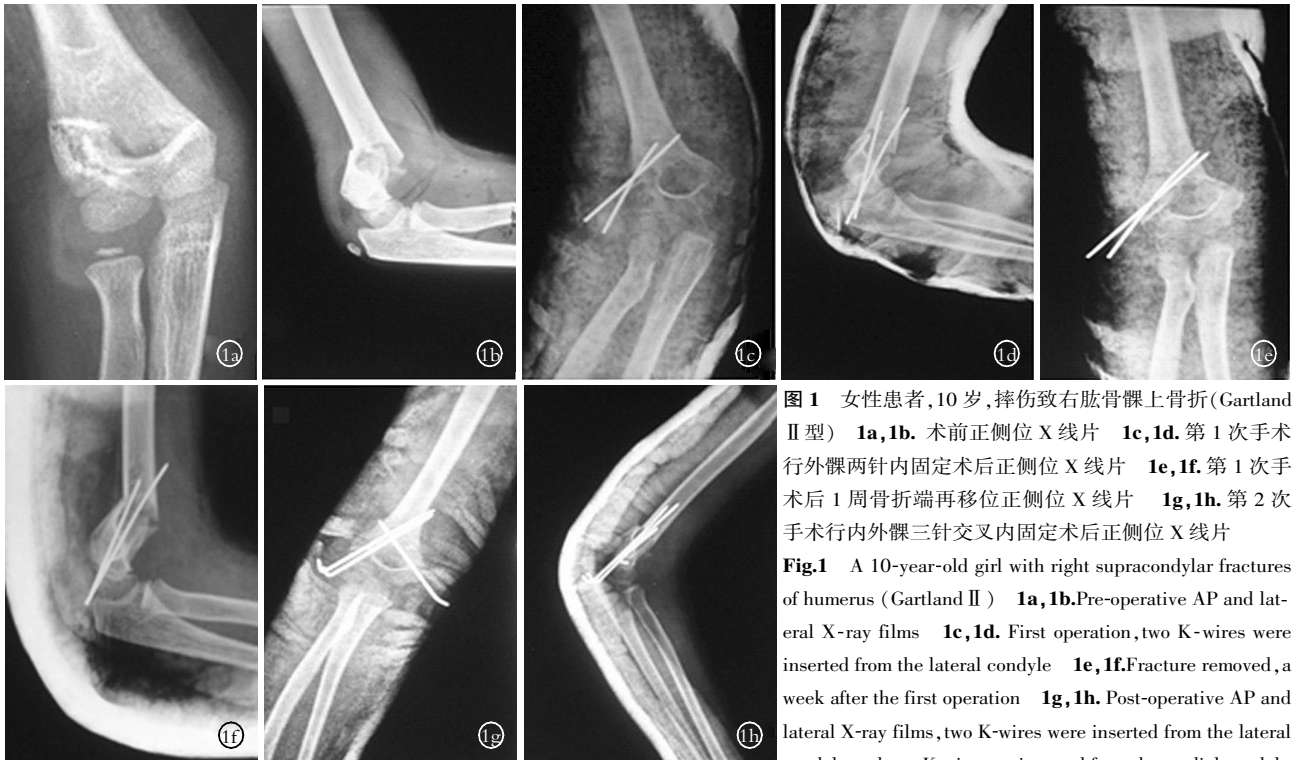 1a
1b
1c
1d
1e
1f
1g
1h
图 1 女性患者,10 岁,摔伤致右肱骨髁上骨折(Gartland
Ⅱ型) 1a,1b. 术前正侧位 X 线片 1c,1d. 第 1 次手术
行外髁两针内固定术后正侧位 X 线片 1e,1f. 第 1 次手
术后 1 周骨折端再移位正侧位 X 线片 1g,1h. 第 2 次
手术行内外髁三针交叉内固定术后正侧位 X 线片
Fig.1 A 10-year-old girl with right supracondylar fractures
of humerus (Gartland Ⅱ) 1a,1b.Pre-operative AP and lat-
eral X-ray films 1c,1d. First operation,two K-wires were
inserted from the lateral condyle 1e,1f.Fracture removed,a
week after the first operation 1g,1h. Post-operative AP and
lateral X-ray films,two K-wires were inserted from the lateral